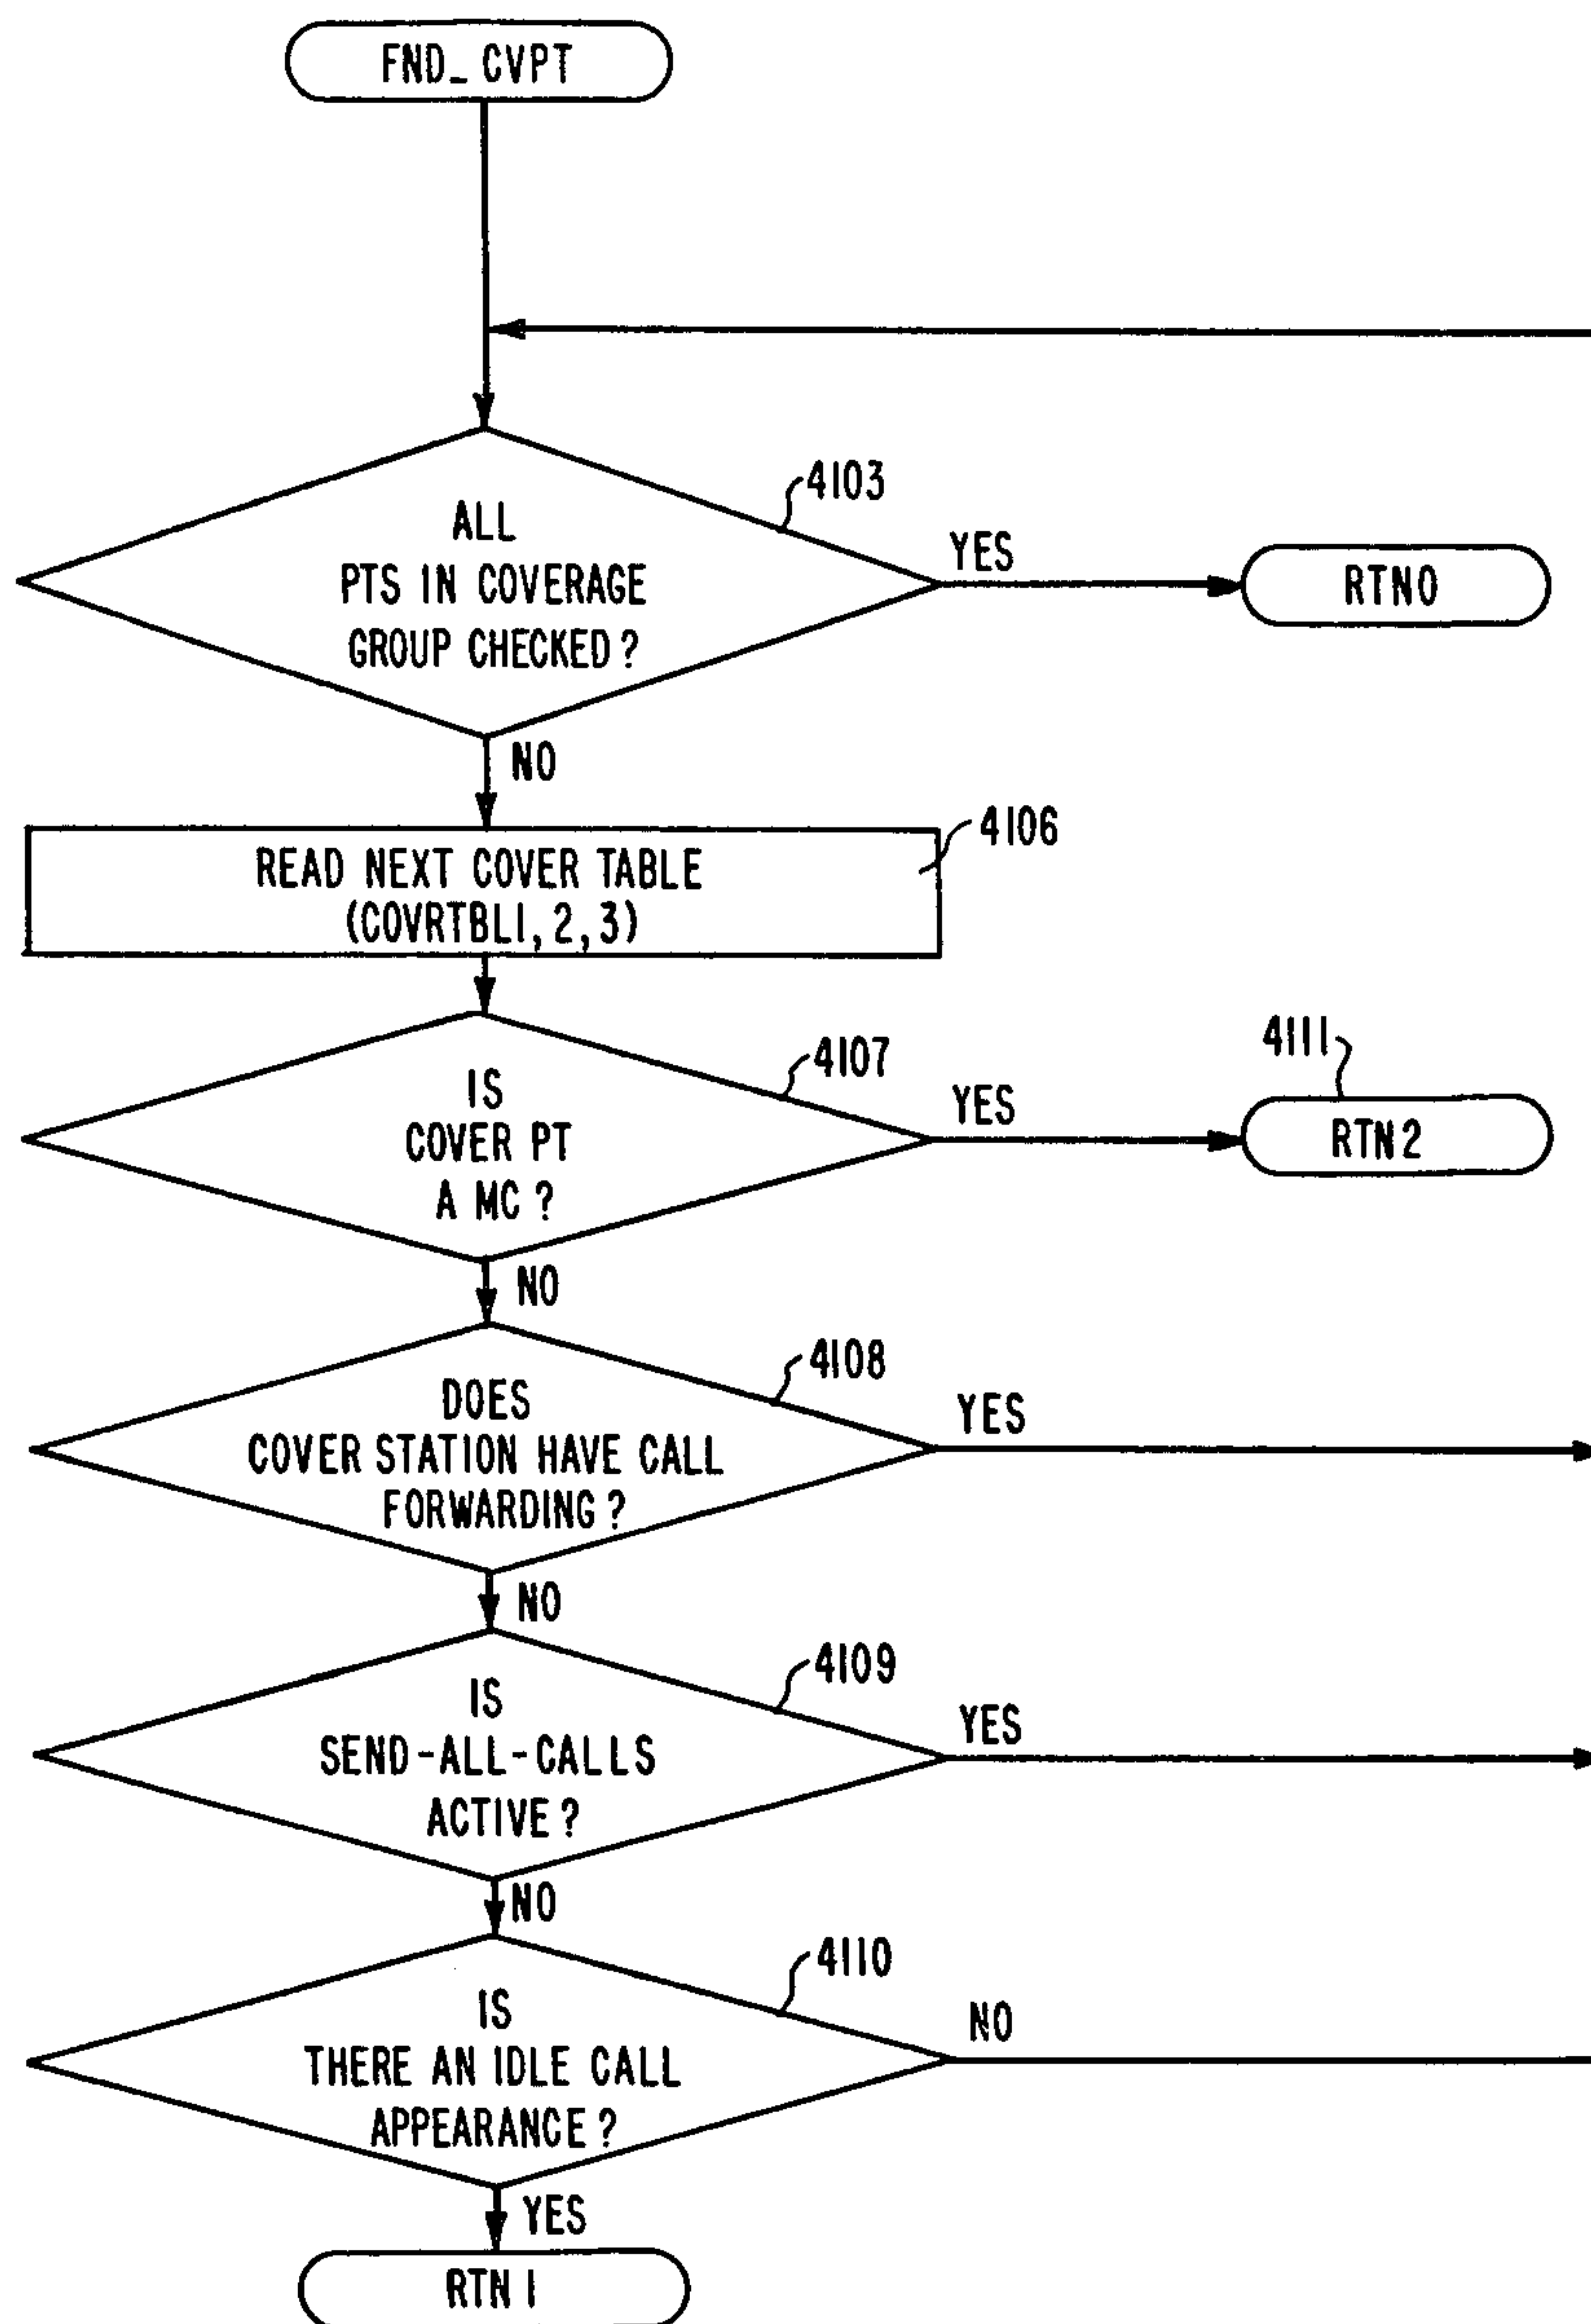 FND_CVPT
4103
ALL
PTS IN COVERAGE
GROUP CHECKED?
YES
RTN0
NO
4106
READ NEXT COVER TABLE
(COVRTBL1, 2, 3)
4107
4111
IS
COVER PT
A MC?
YES
RTN2
NO
4108
DOES
COVER STATION HAVE CALL
FORWARDING?
YES
NO
4109
IS
SEND-ALL-CALLS
ACTIVE?
YES
NO
4110
IS
THERE AN IDLE CALL
APPEARANCE?
NO
YES
RTN 1